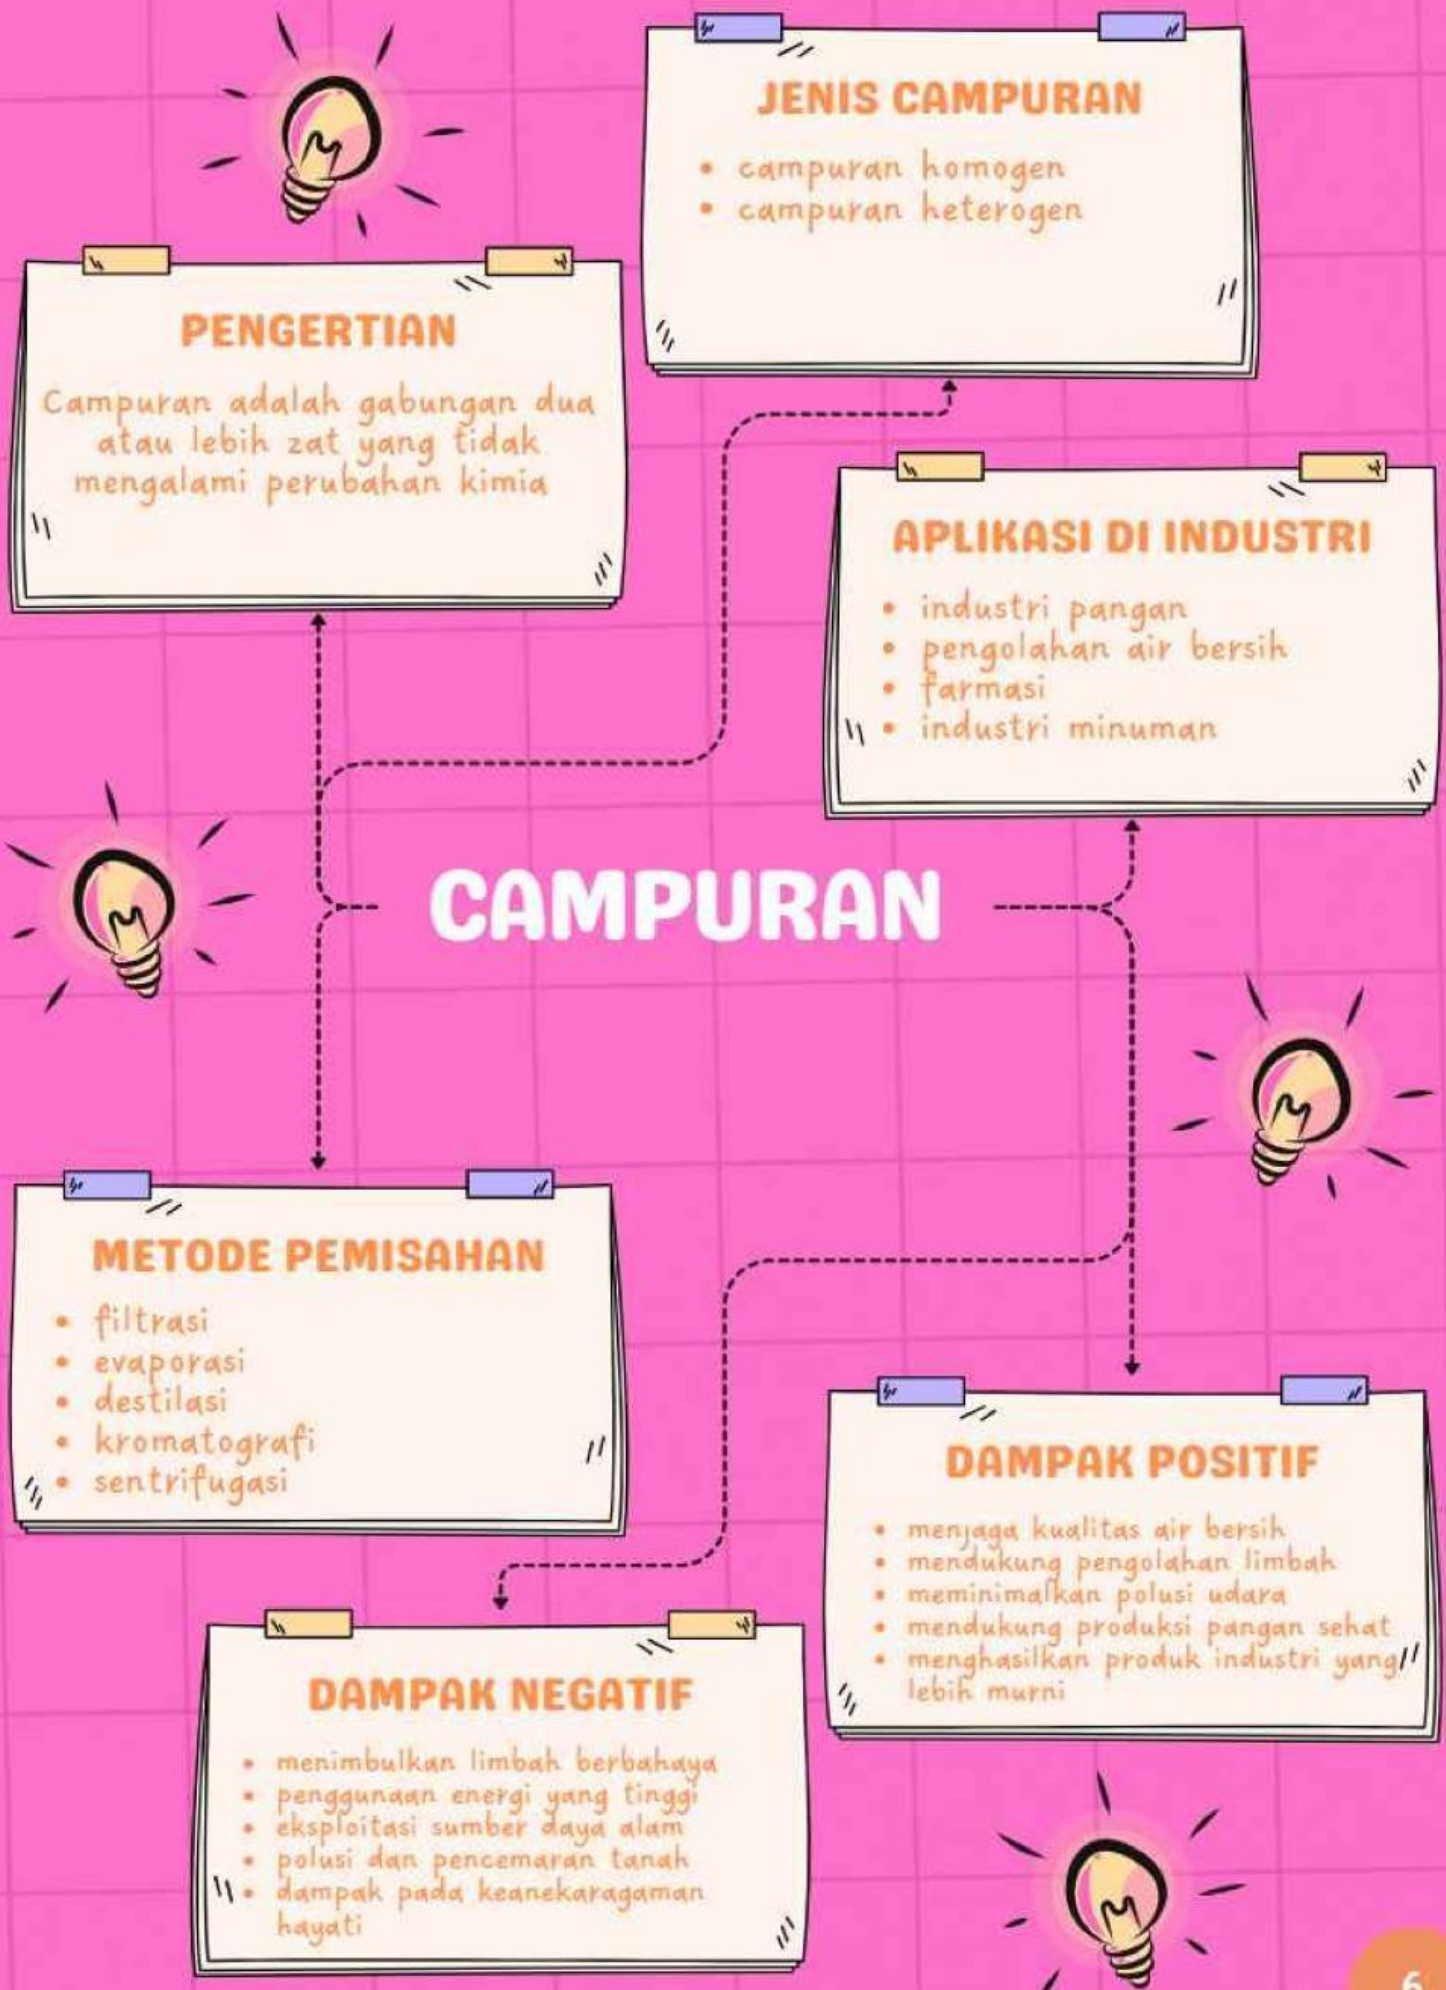 JENIS CAMPURAN
• campuran homogen
• campuran heterogen
PENGERTIAN
Campuran adalah gabungan dua
atau lebih zat yang tidak
mengalami perubahan kimia
APLIKASI DI INDUSTRI
• industri pangan
• pengolahan air bersih
• farmasi
• industri minuman
CAMPURAN
METODE PEMISAHAN
• filtrasi
• evaporasi
• destilasi
• kromatografi
• sentrifugasi
DAMPAK POSITIF
• menjaga kualitas air bersih
• mendukung pengolahan limbah
• meminimalkan polusi udara
• mendukung produksi pangan sehat
• menghasilkan produk industri yang
lebih murni
DAMPAK NEGATIF
• menimbulkan limbah berbahaya
• penggunaan energi yang tinggi
• eksploitasi sumber daya alam
• polusi dan pencemaran tanah
• dampak pada keanekaragaman
hayati
6